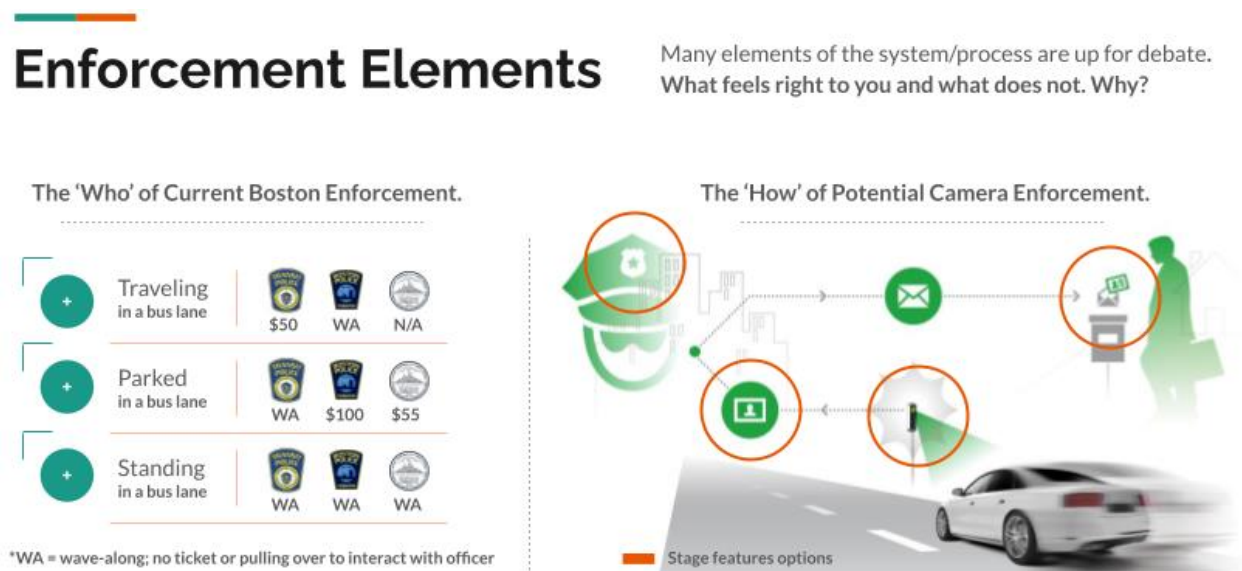 Enforcement Elements
Many elements of the system/process are up for debate.
What feels right to you and what does not. Why?
The ‘Who’ of Current Boston Enforcement.
Traveling
in a bus lane
$50 WA N/A
Parked
in a bus lane
WA $100 $55
Standing
in a bus lane
WA WA WA
*WA = wave-along; no ticket or pulling over to interact with officer
The ‘How’ of Potential Camera Enforcement.
Stage features options